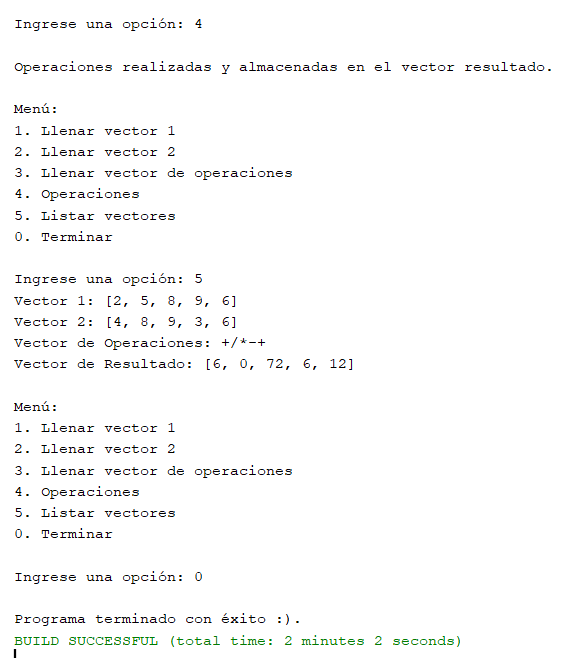 Ingrese una opción: 4
Operaciones realizadas y almacenadas en el vector resultado.
Menú:
1. Llenar vector 1
2. Llenar vector 2
3. Llenar vector de operaciones
4. Operaciones
5. Listar vectores
0. Terminar
Ingrese una opción: 5
Vector 1: [2, 5, 8, 9, 6]
Vector 2: [4, 8, 9, 3, 6]
Vector de Operaciones: +/*-+
Vector de Resultado: [6, 0, 72, 6, 12]
Menú:
1. Llenar vector 1
2. Llenar vector 2
3. Llenar vector de operaciones
4. Operaciones
5. Listar vectores
0. Terminar
Ingrese una opción: 0
Programa terminado con éxito :).
BUILD SUCCESSFUL (total time: 2 minutes 2 seconds)